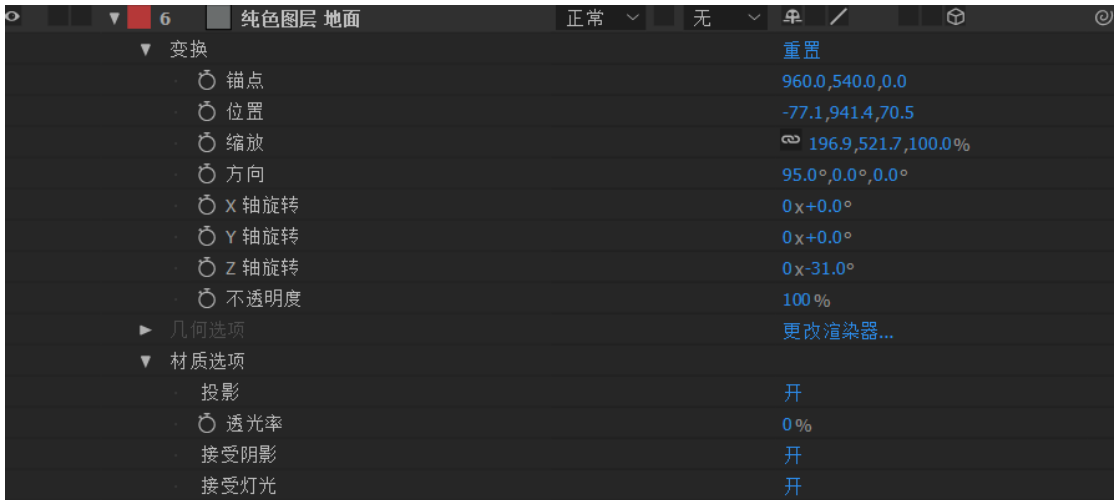 6 纯色图层 地面 正常 无
变换 重置
锚点 960.0,540.0,0.0
位置 -77.1,941.4,70.5
缩放 196.9,521.7,100.0%
方向 95.0°,0.0°,0.0°
X 轴旋转 0x+0.0°
Y 轴旋转 0x+0.0°
Z 轴旋转 0x-31.0°
不透明度 100%
几何选项 更改渲染器...
材质选项
投影 开
透光率 0%
接受阴影 开
接受灯光 开